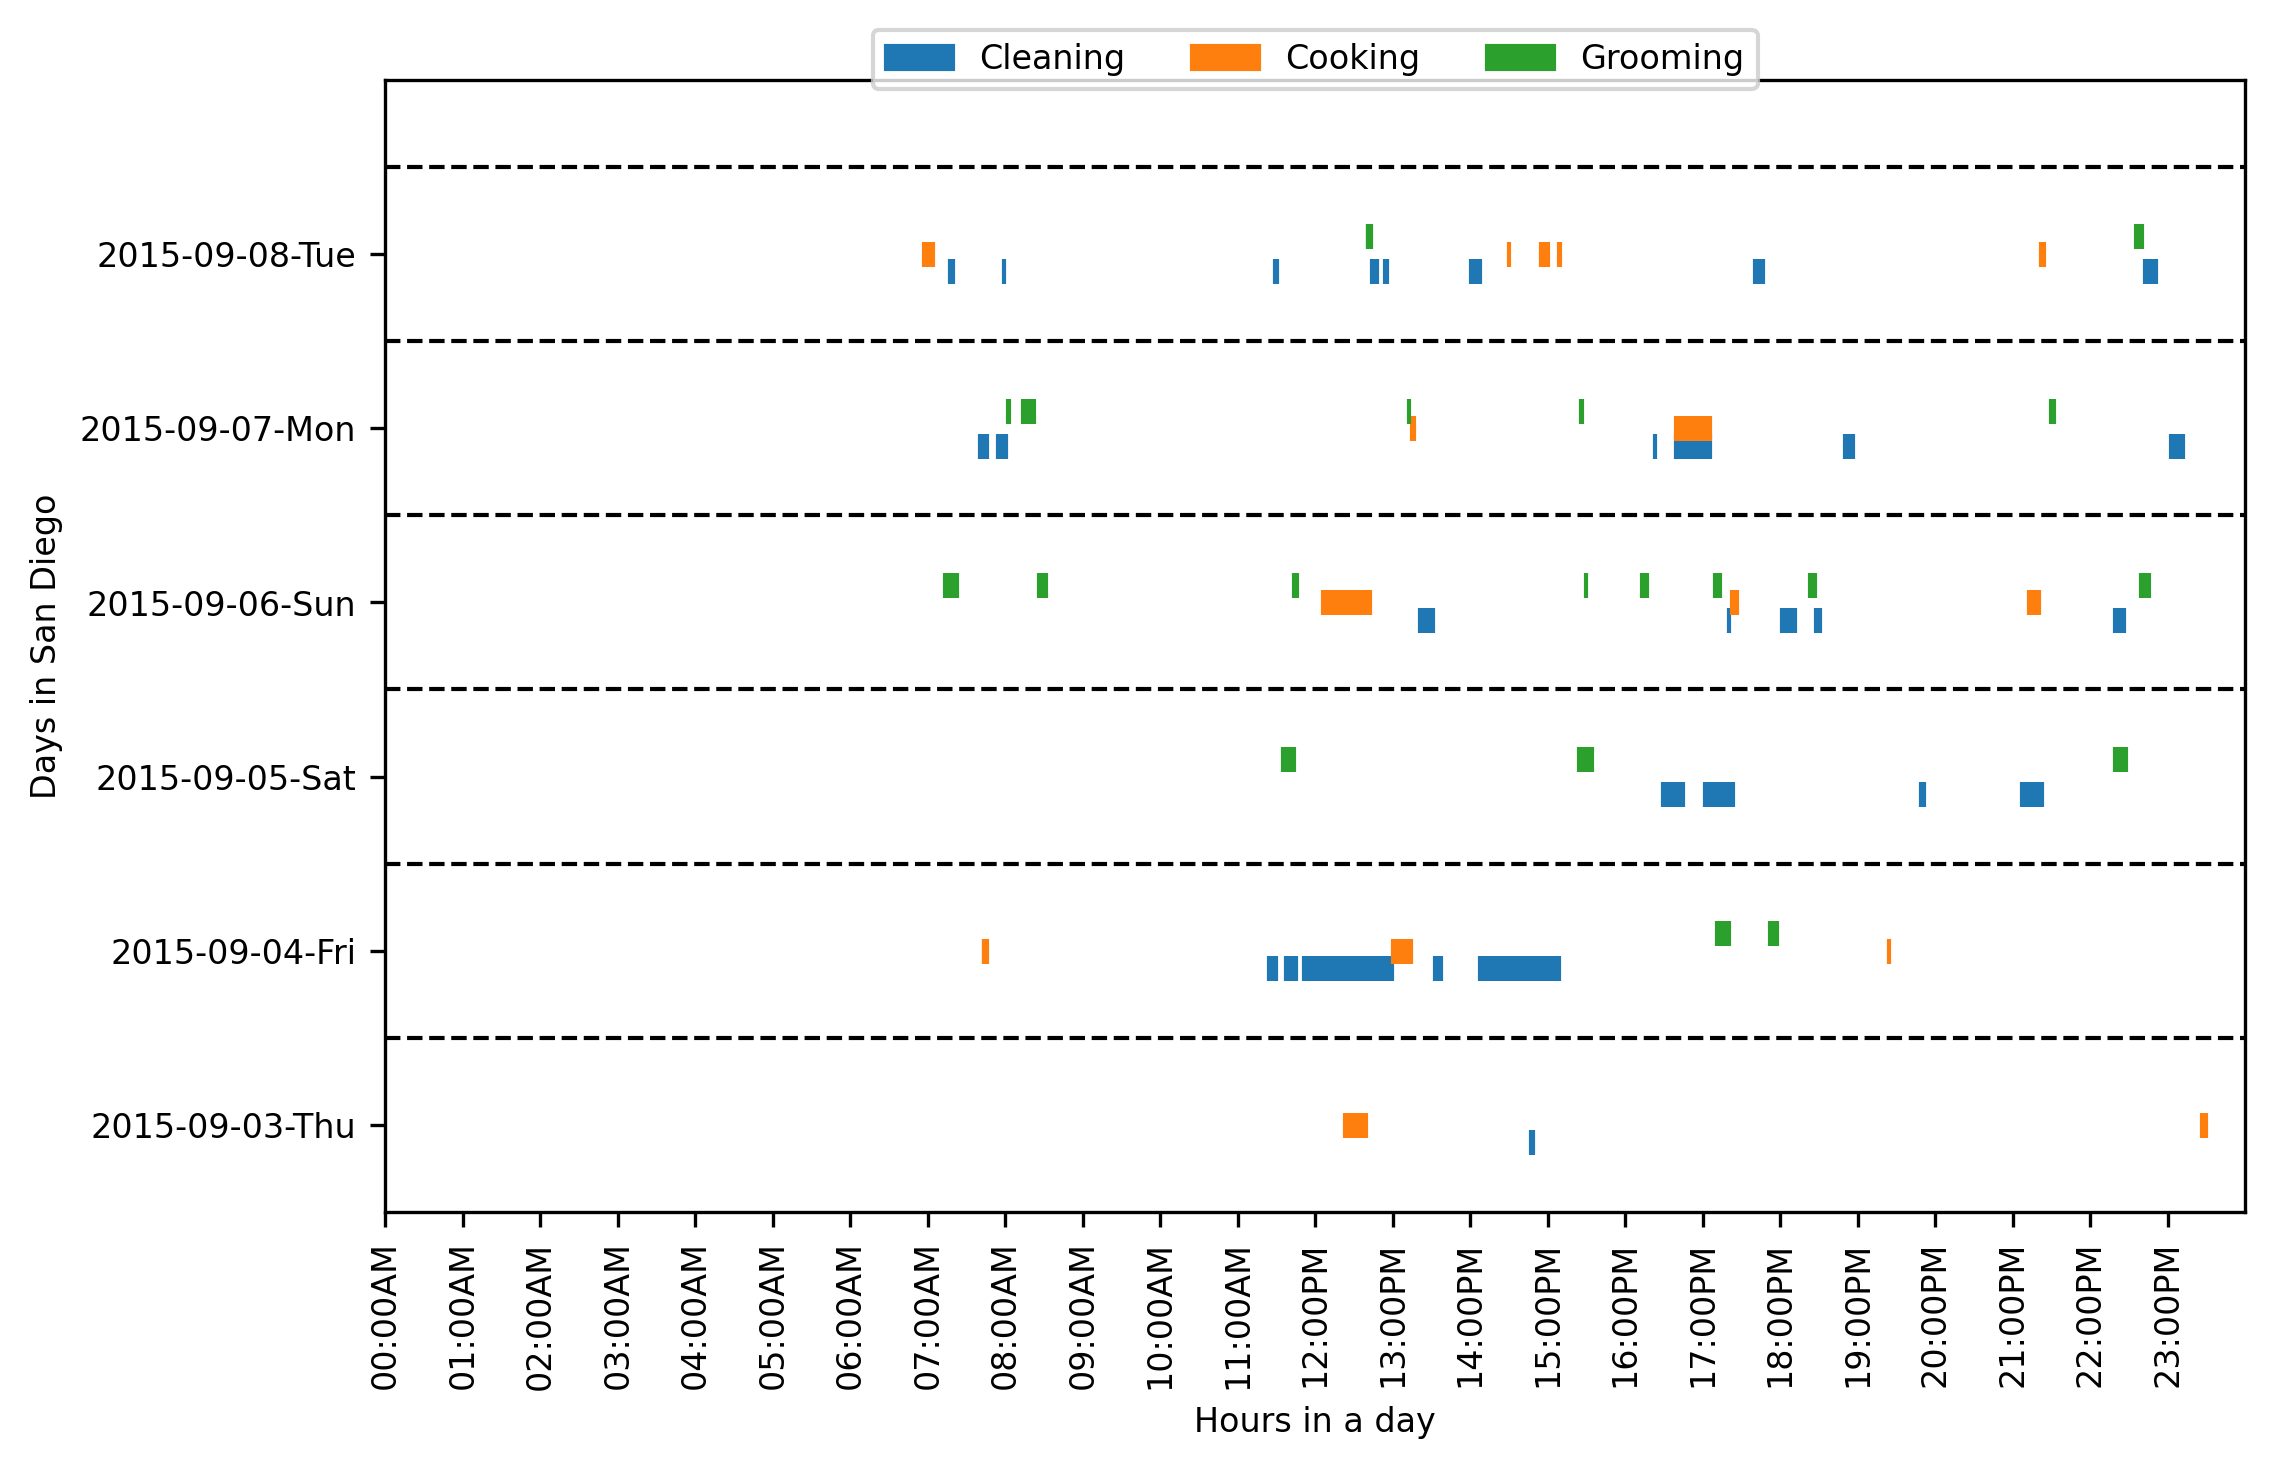 Cleaning Cooking Grooming
2015-09-08-Tue
2015-09-07-Mon
2015-09-06-Sun
2015-09-05-Sat
2015-09-04-Fri
2015-09-03-Thu
Days in San Diego
00:00AM 01:00AM 02:00AM 03:00AM 04:00AM 05:00AM 06:00AM 07:00AM 08:00AM 09:00AM 10:00AM 11:00AM 12:00PM 13:00PM 14:00PM 15:00PM 16:00PM 17:00PM 18:00PM 19:00PM 20:00PM 21:00PM 22:00PM 23:00PM
Hours in a day